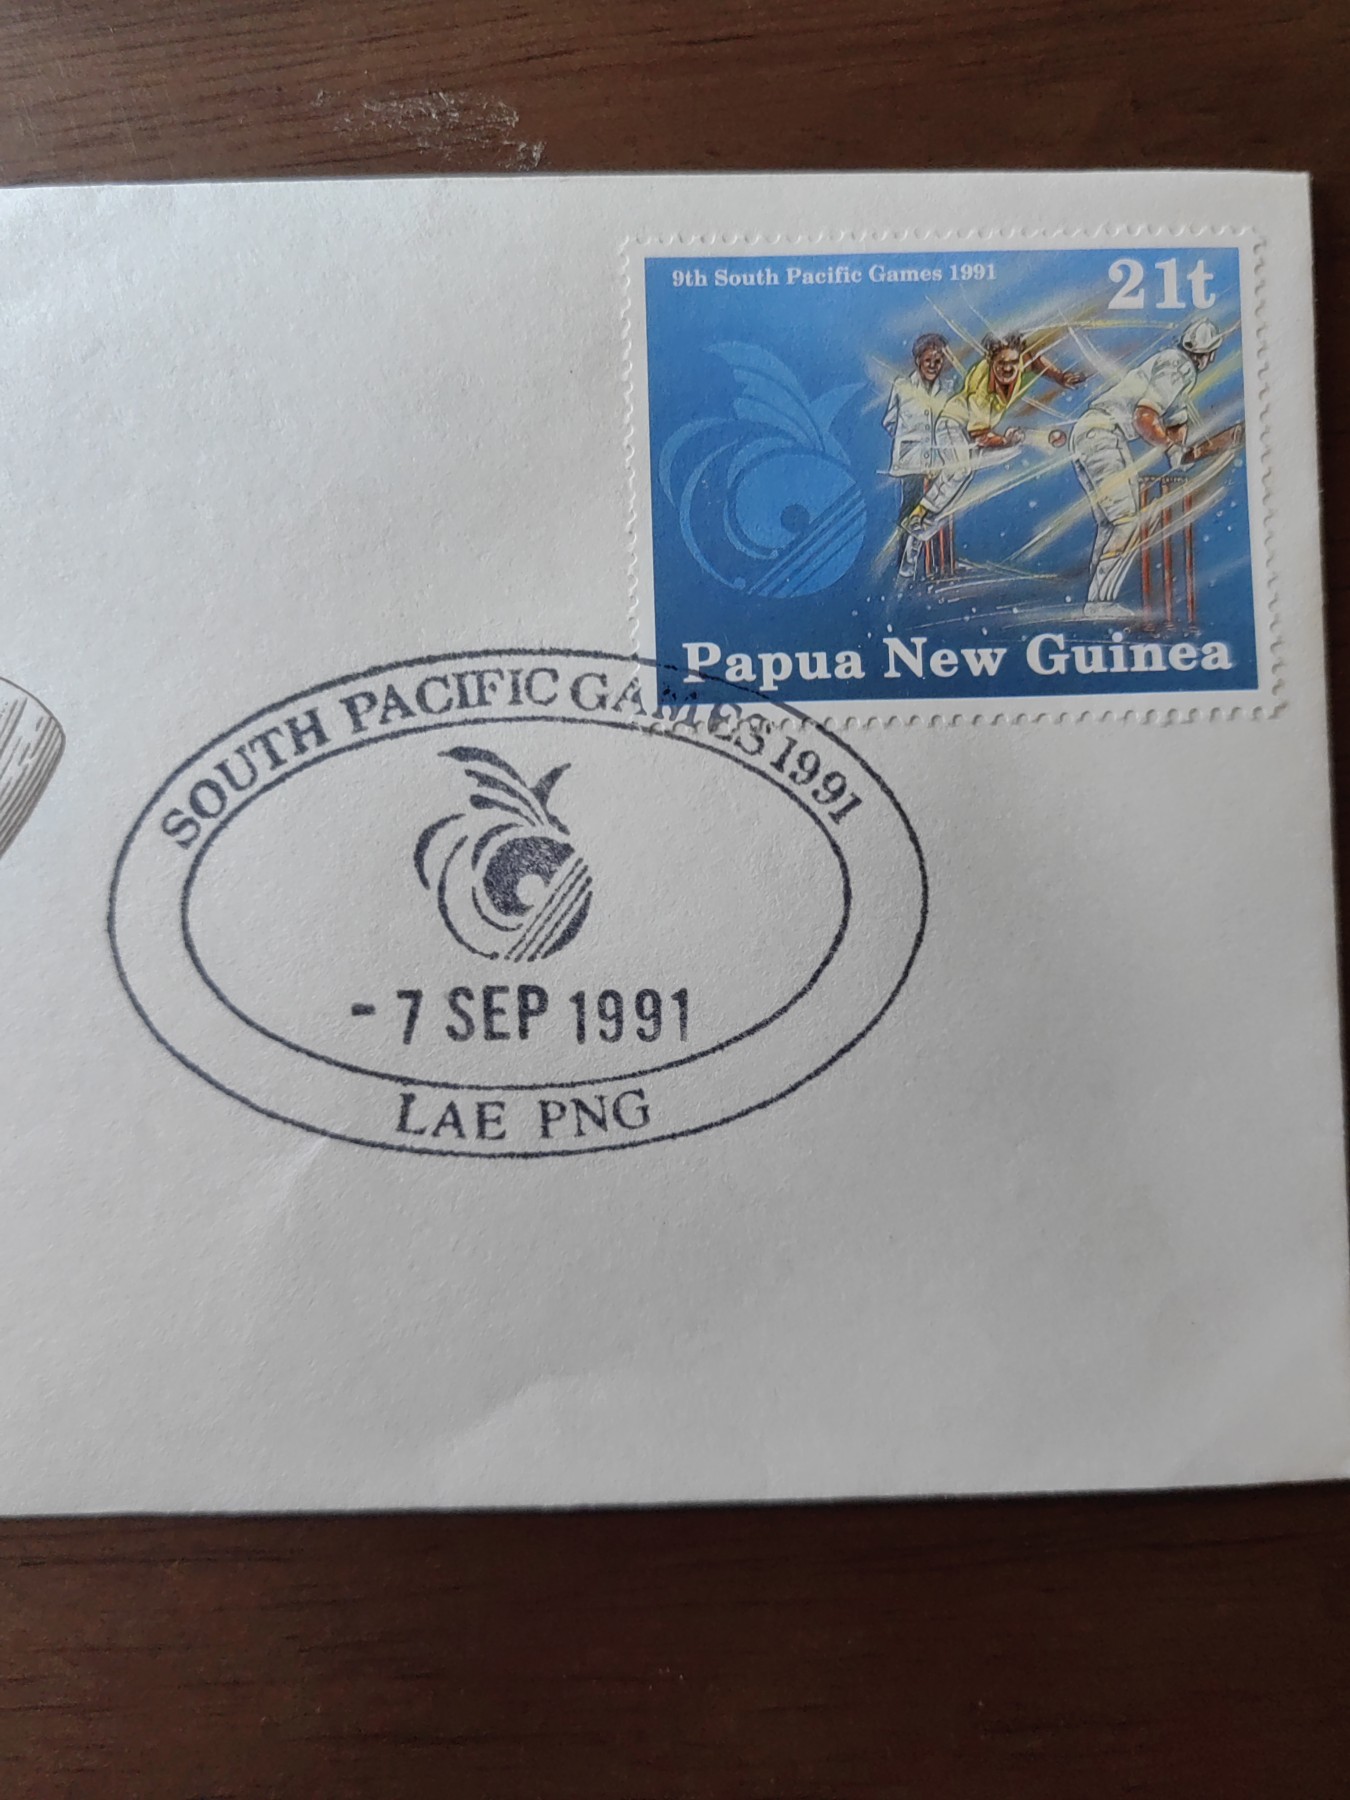 9th South Pacific Games 1991
21t
Papua New Guinea
SOUTH PACIFIC GAMES 1991
- 7 SEP 1991
LAE PNG